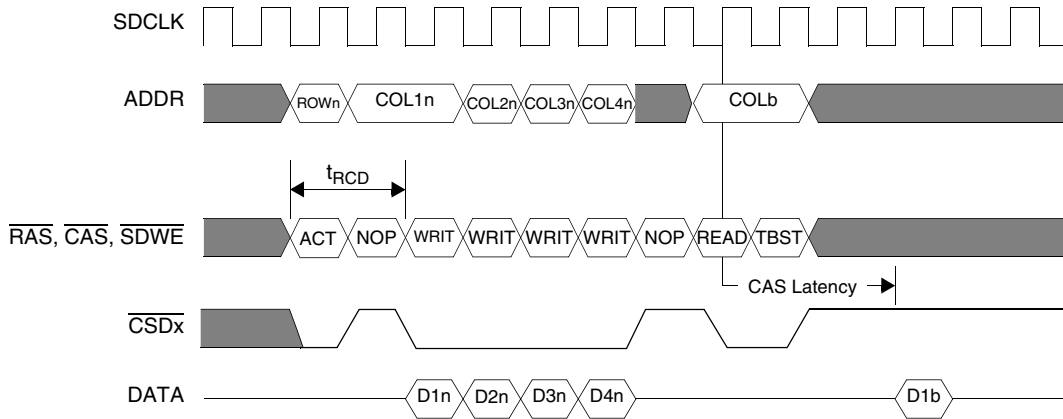 SDCLK
ADDR
ROWn COL1n COL2n COL3n COL4n COLb
tRCD
RAS, CAS, SDWE
ACT NOP WRIT WRIT WRIT WRIT NOP READ TBST
CAS Latency
CSDx
DATA
D1n D2n D3n D4n D1b